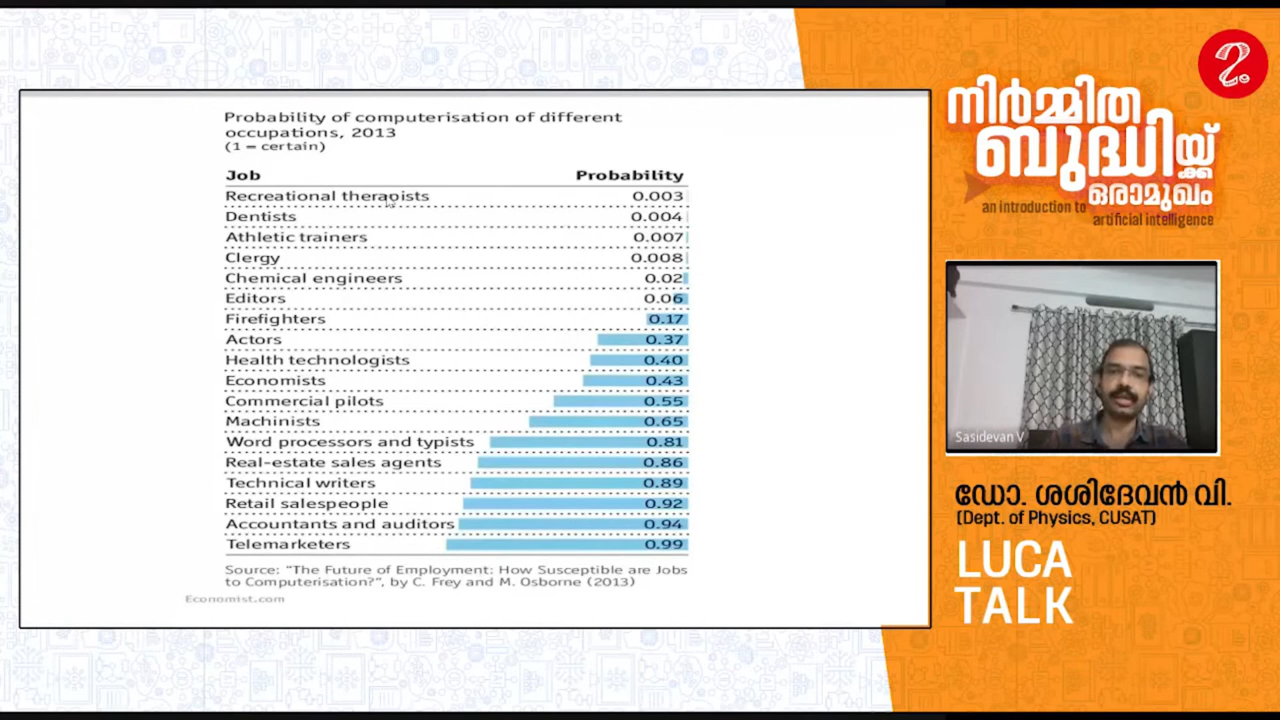 Probability of computerisation of different
occupations, 2013
(1 = certain)
Job Probability
Recreational therapists 0.003
Dentists 0.004
Athletic trainers 0.007
Clergy 0.008
Chemical engineers 0.02
Editors 0.06
Firefighters 0.17
Actors 0.37
Health technologists 0.40
Economists 0.43
Commercial pilots 0.55
Machinists 0.65
Word processors and typists 0.81
Real-estate sales agents 0.86
Technical writers 0.89
Retail salespeople 0.92
Accountants and auditors 0.94
Telemarketers 0.99
Source: "The Future of Employment: How Susceptible are Jobs
to Computerisation?", by C. Frey and M. Osborne (2013)
Economist.com
നിർമ്മിത
ബുദ്ധിയ്ക്ക്
ഒരാമുഖം
an introduction to
artificial intelligence
Sasidevan V
ഡോ. ശശിദേവൻ വി.
(Dept. of Physics, CUSAT)
LUCA
TALK